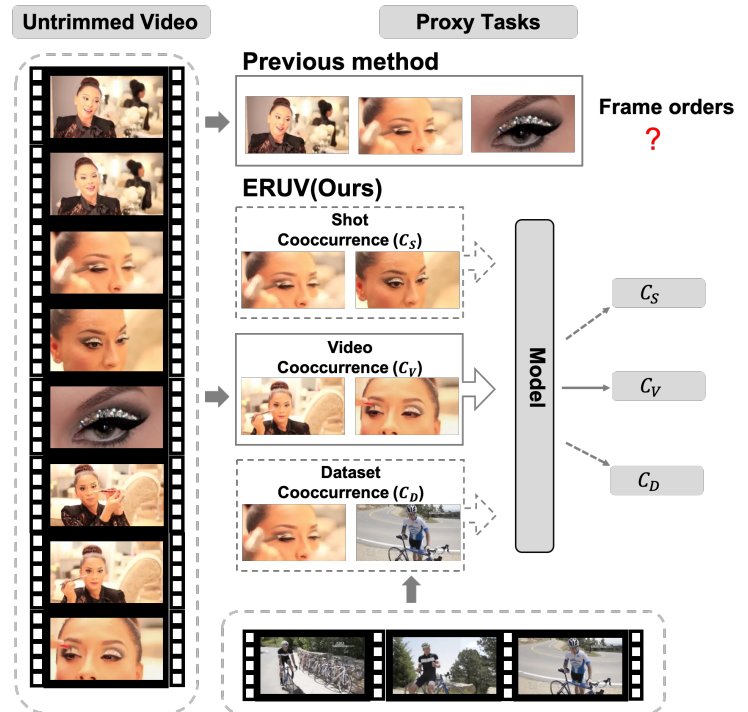 Untrimmed Video
Proxy Tasks
Previous method
Frame orders
?
ERUV(Ours)
Shot
Cooccurrence (C_S)
Video
Cooccurrence (C_V)
Dataset
Cooccurrence (C_D)
Model
C_S
C_V
C_D